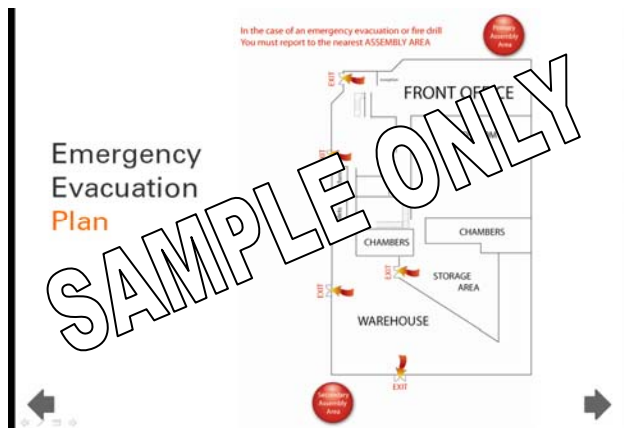 In the case of an emergency evacuation or fire drill
You must report to the nearest ASSEMBLY AREA
Primary
Assembly
Area
EXIT
reception
FRONT OFFICE
EXIT
Emergency
Evacuation
Plan
SAMPLE ONLY
CHAMBERS
CHAMBERS
EXIT
STORAGE
AREA
EXIT
WAREHOUSE
EXIT
Secondary
Assembly
Area